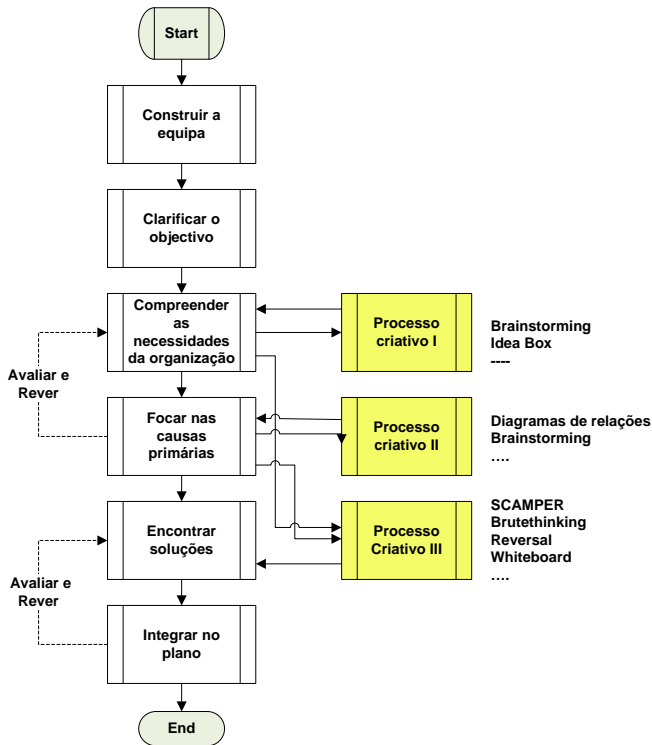 Start
Construir a
equipa
Clarificar o
objectivo
Compreender
as
necessidades
da organização
Processo
criativo I
Brainstorming
Idea Box
----
Avaliar e
Rever
Focar nas
causas
primárias
Processo
criativo II
Diagramas de relações
Brainstorming
....
Encontrar
soluções
Processo
Criativo III
SCAMPER
Brutethinking
Reversal
Whiteboard
....
Avaliar e
Rever
Integrar no
plano
End